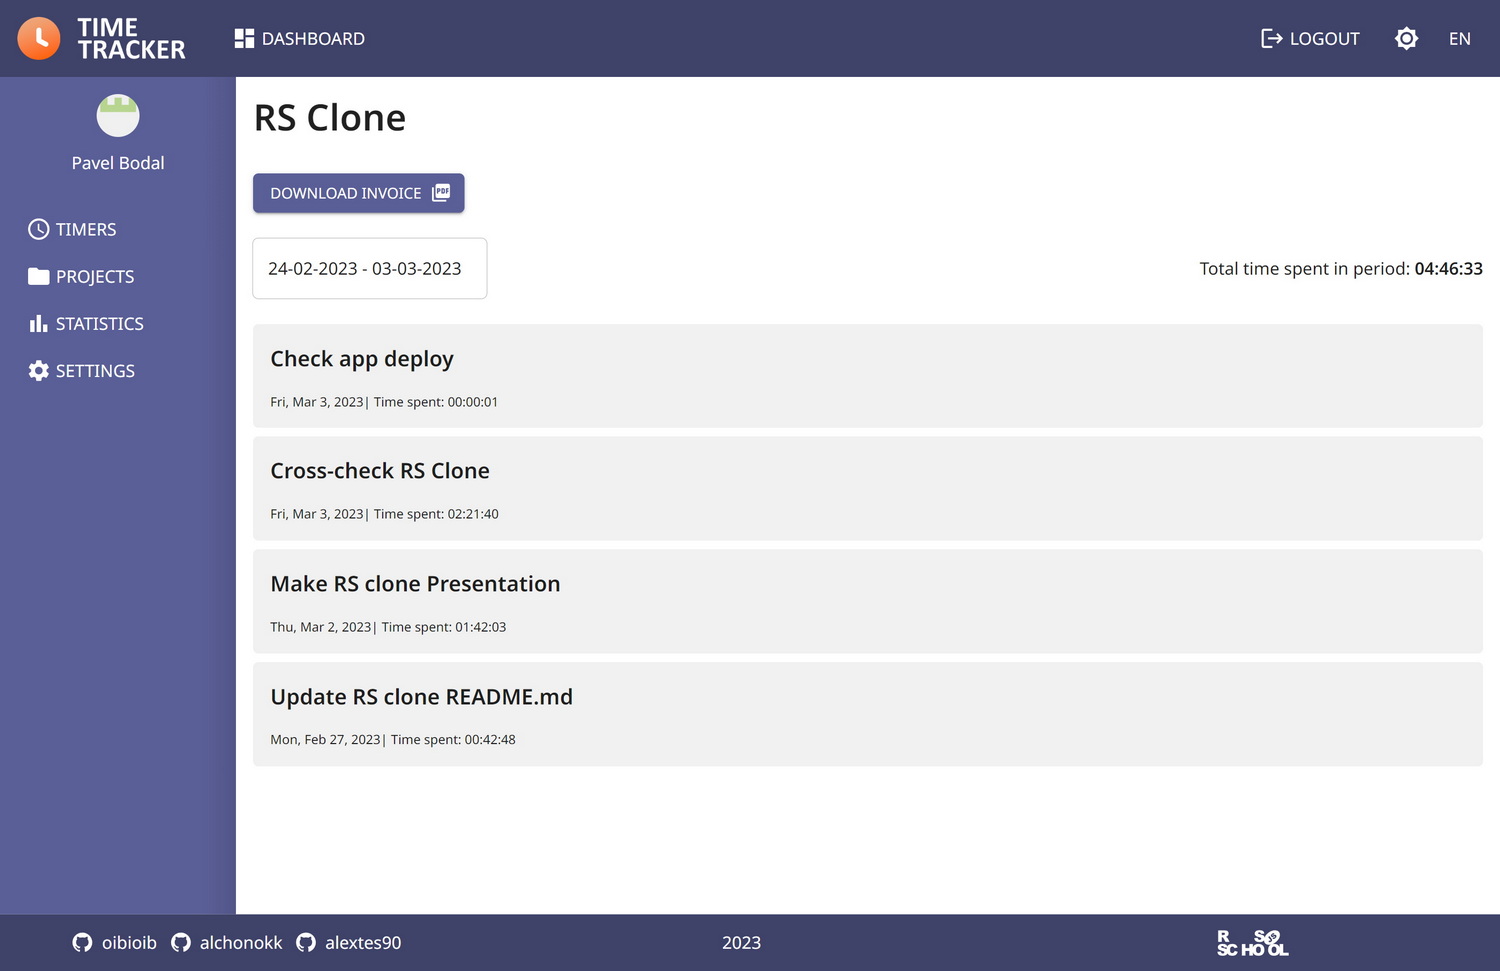 TIME
TRACKER
DASHBOARD
LOGOUT
EN
Pavel Bodal
TIMERS
PROJECTS
STATISTICS
SETTINGS
RS Clone
DOWNLOAD INVOICE
PDF
24-02-2023 - 03-03-2023
Total time spent in period: 04:46:33
Check app deploy
Fri, Mar 3, 2023| Time spent: 00:00:01
Cross-check RS Clone
Fri, Mar 3, 2023| Time spent: 02:21:40
Make RS clone Presentation
Thu, Mar 2, 2023| Time spent: 01:42:03
Update RS clone README.md
Mon, Feb 27, 2023| Time spent: 00:42:48
oibioib
alchonokk
alextes90
2023
R S
SCHOOL